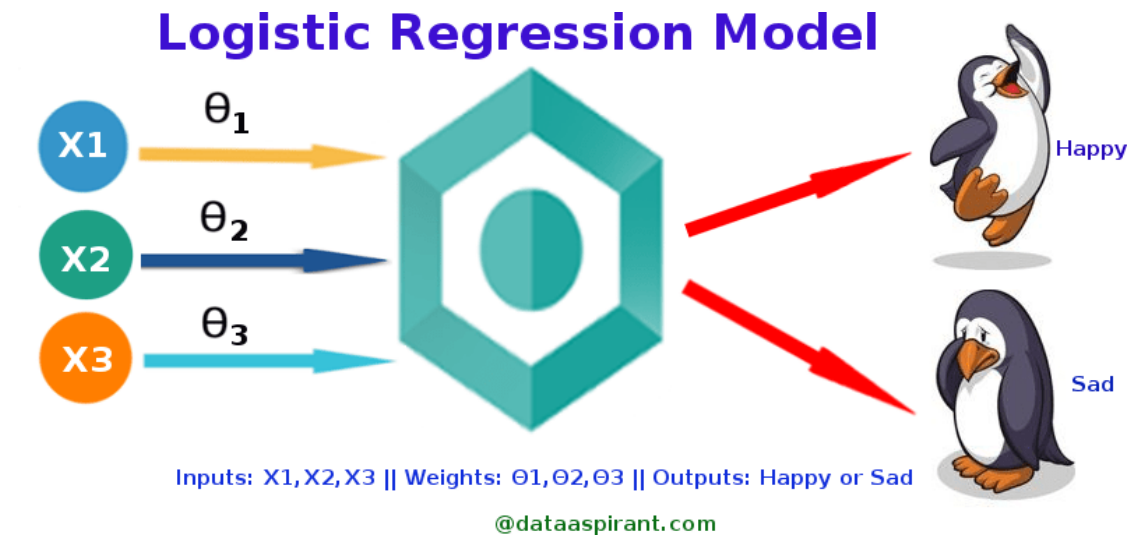 Logistic Regression Model
X1
θ1
X2
θ2
X3
θ3
Happy
Sad
Inputs: X1,X2,X3 || Weights: Θ1,Θ2,Θ3 || Outputs: Happy or Sad
@dataaspirant.com